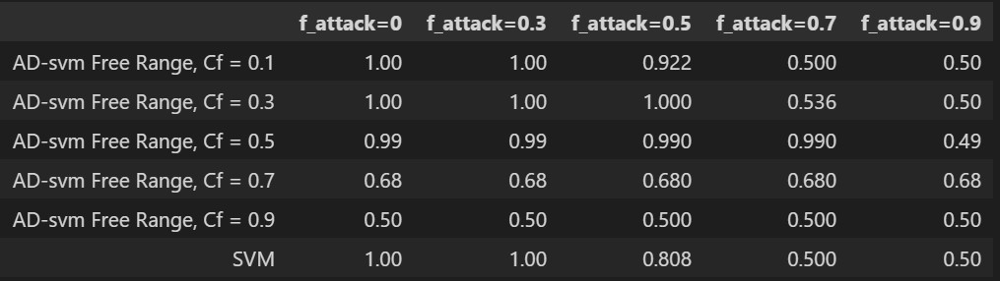 f_attack=0 f_attack=0.3 f_attack=0.5 f_attack=0.7 f_attack=0.9
AD-svm Free Range, Cf = 0.1 1.00 1.00 0.922 0.500 0.50
AD-svm Free Range, Cf = 0.3 1.00 1.00 1.000 0.536 0.50
AD-svm Free Range, Cf = 0.5 0.99 0.99 0.990 0.990 0.49
AD-svm Free Range, Cf = 0.7 0.68 0.68 0.680 0.680 0.68
AD-svm Free Range, Cf = 0.9 0.50 0.50 0.500 0.500 0.50
SVM 1.00 1.00 0.808 0.500 0.50